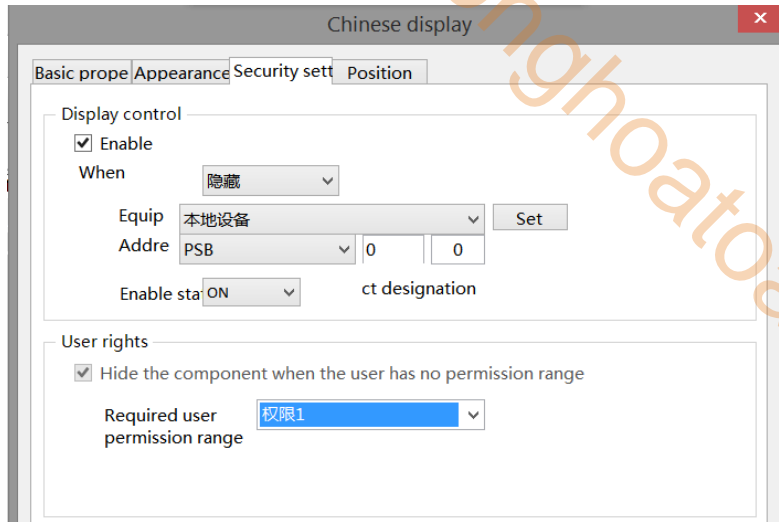 Chinese display
Basic prope Appearance Security sett Position
Display control
Enable
When 隐藏
Equip 本地设备 Set
Addre PSB 0 0
Enable sta ON ct designation
User rights
Hide the component when the user has no permission range
Required user 权限1
permission range
onghoato